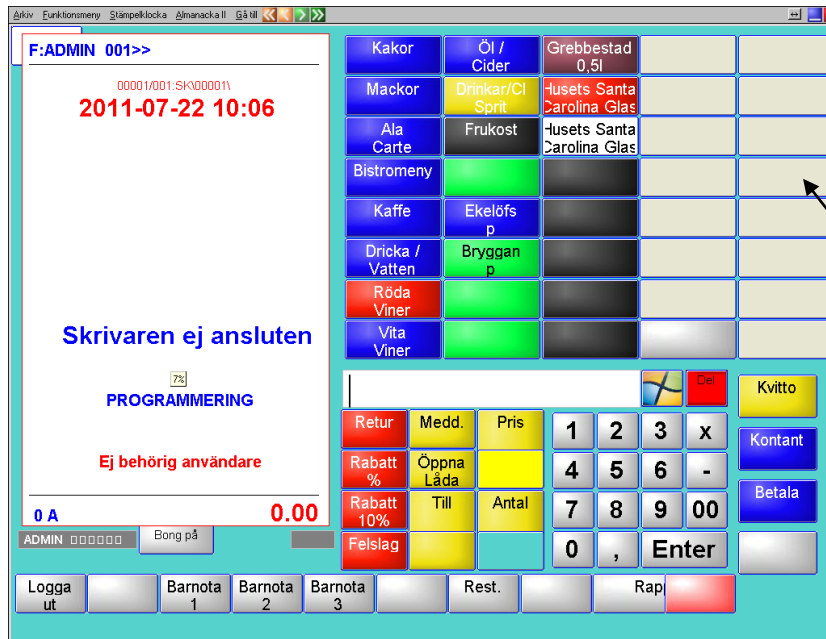 Arkiv Funktionsmeny Stämpelklocka Almanacka II Gå till
F:ADMIN 001>>
00001/001:SK\00001\
2011-07-22 10:06
Skrivaren ej ansluten
7%
PROGRAMMERING
Ej behörig användare
0 A 0.00
ADMIN
Bong på
Kakor
Öl /
Cider
Grebbestad
0,5l
Mackor
Drinkar/Cl
Sprit
Husets Santa
Carolina Glas
Ala
Carte
Frukost
Husets Santa
Carolina Glas
Bistromeny
Kaffe
Ekelöfs
p
Dricka /
Vatten
Bryggan
p
Röda
Viner
Vita
Viner
Del
Kvitto
Retur
Medd.
Pris
1 2 3 x
Kontant
Rabatt
%
Öppna
Låda
4 5 6 -
Betala
Rabatt
10%
Till
Antal
7 8 9 00
Felslag
0 , Enter
Logga
ut
Barnota
1
Barnota
2
Barnota
3
Rest.
Rap